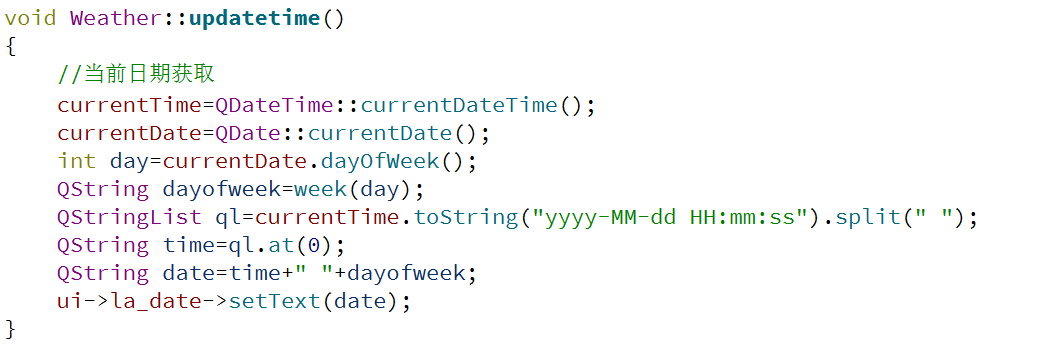 void Weather::updatetime()
{
    //当前日期获取
    currentTime=QDateTime::currentDateTime();
    currentDate=QDate::currentDate();
    int day=currentDate.dayOfWeek();
    QString dayofweek=week(day);
    QStringList ql=currentTime.toString("yyyy-MM-dd HH:mm:ss").split(" ");
    QString time=ql.at(0);
    QString date=time+" "+dayofweek;
    ui->la_date->setText(date);
}